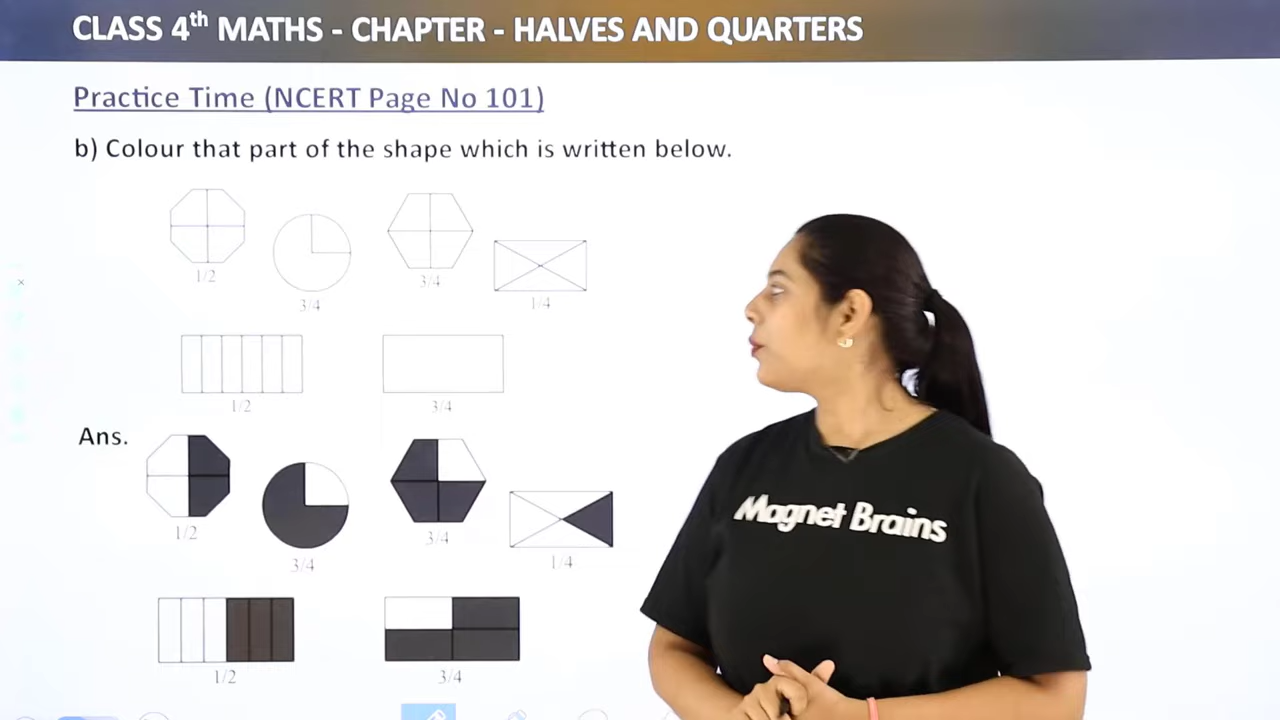 CLASS 4th MATHS - CHAPTER - HALVES AND QUARTERS
Practice Time (NCERT Page No 101)
b) Colour that part of the shape which is written below.
1/2
3/4
3/4
1/4
1/2
3/4
Ans.
1/2
3/4
3/4
1/4
1/2
3/4
Magnet Brains